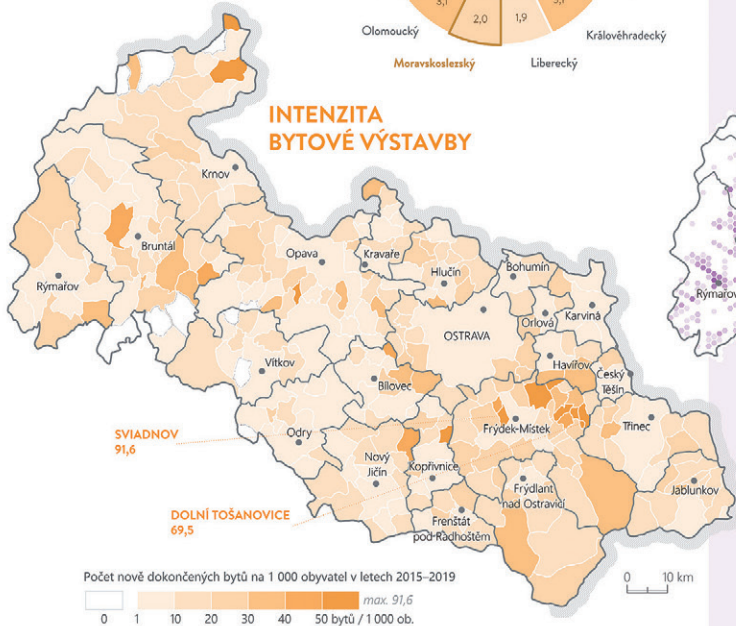 3,1
2,0
1,9
Olomoucký
Královéhradecký
Moravskoslezský
Liberecký
INTENZITA
BYTOVÉ VÝSTAVBY
Krnov
Bruntál
Rýmařov
Opava
Kravaře
Hlučín
Bohumín
Rýmařov
OSTRAVA
Orlová
Karviná
Vítkov
Bílovec
Havířov
Český
Těšín
SVIADNOV
91,6
Odry
Frýdek-Místek
Třinec
Nový
Jičín
Kopřivnice
Frýdlant
nad Ostravicí
Jablunkov
DOLNÍ TOŠANOVICE
69,5
Frenštát
pod Radhoštěm
Počet nově dokončených bytů na 1 000 obyvatel v letech 2015–2019
max. 91,6
0 1 10 20 30 40 50 bytů / 1 000 ob.
0 10 km